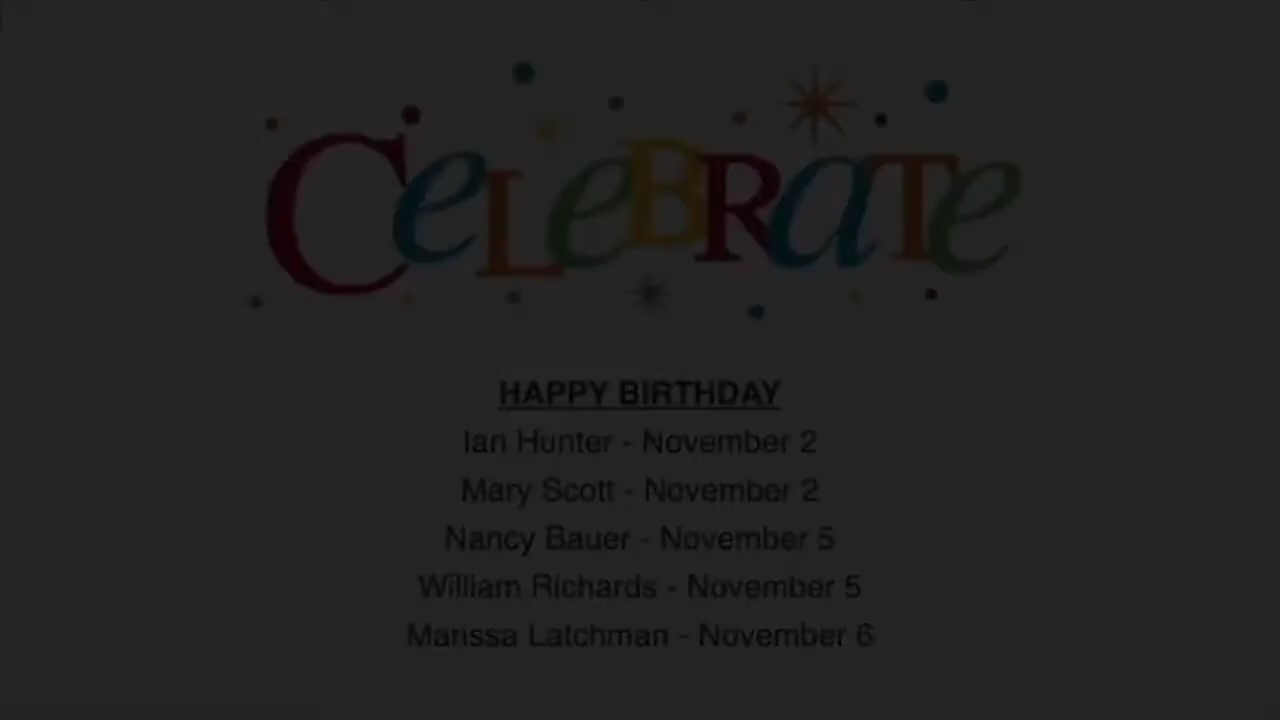 CeLeBRaTe
HAPPY BIRTHDAY
Ian Hunter - November 2
Mary Scott - November 2
Nancy Bauer - November 5
William Richards - November 5
Marissa Latchman - November 6